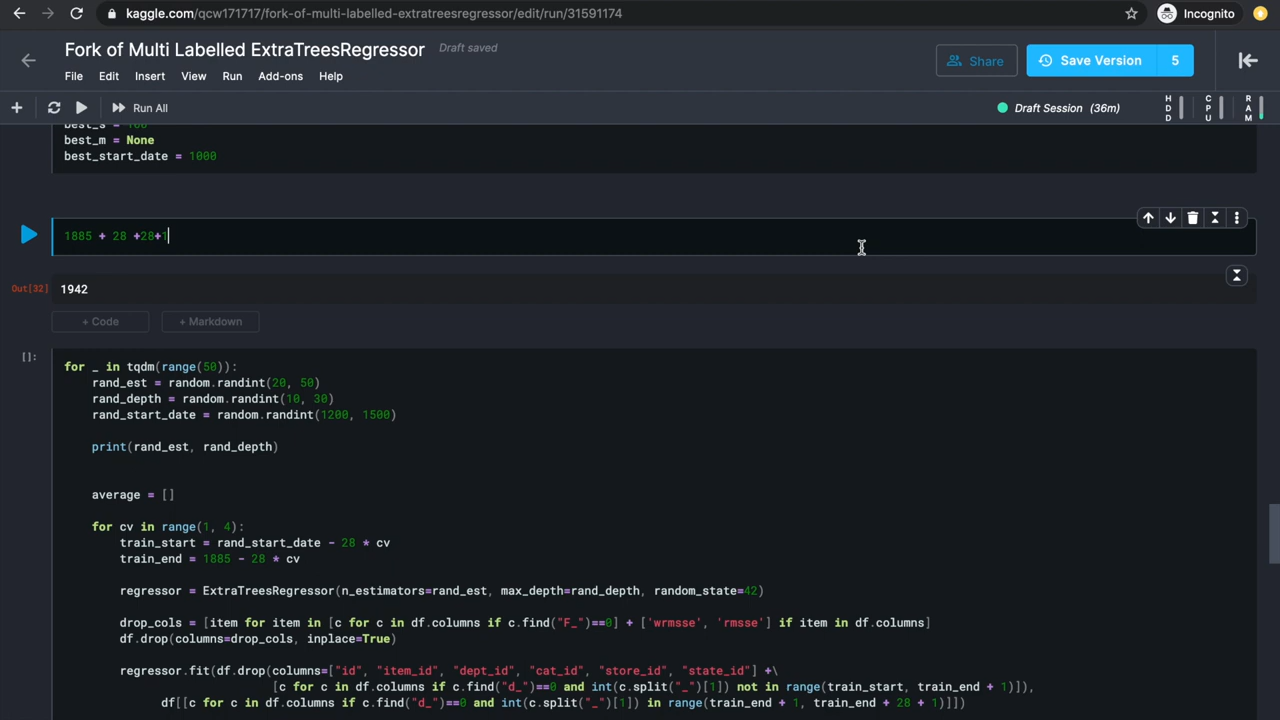 kaggle.com/qcw171717/fork-of-multi-labelled-extratreesregressor/edit/run/31591174
Incognito
Fork of Multi Labelled ExtraTreesRegressor
Draft saved
Share
Save Version 5
File Edit Insert View Run Add-ons Help
Run All
Draft Session (36m)
HDD
CPU
RAM
best_s = 100
best_m = None
best_start_date = 1000
1885 + 28 +28+1
Out[32]
1942
+ Code
+ Markdown
[]:
for _ in tqdm(range(50)):
rand_est = random.randint(20, 50)
rand_depth = random.randint(10, 30)
rand_start_date = random.randint(1200, 1500)
print(rand_est, rand_depth)
average = []
for cv in range(1, 4):
train_start = rand_start_date - 28 * cv
train_end = 1885 - 28 * cv
regressor = ExtraTreesRegressor(n_estimators=rand_est, max_depth=rand_depth, random_state=42)
drop_cols = [item for item in [c for c in df.columns if c.find("F_")==0] + ['wrmsse', 'rmsse'] if item in df.columns]
df.drop(columns=drop_cols, inplace=True)
regressor.fit(df.drop(columns=["id", "item_id", "dept_id", "cat_id", "store_id", "state_id"] +\
[c for c in df.columns if c.find("d_")==0 and int(c.split("_")[1]) not in range(train_start, train_end + 1)]),
df[[c for c in df.columns if c.find("d_")==0 and int(c.split("_")[1]) in range(train_end + 1, train_end + 28 + 1)]])